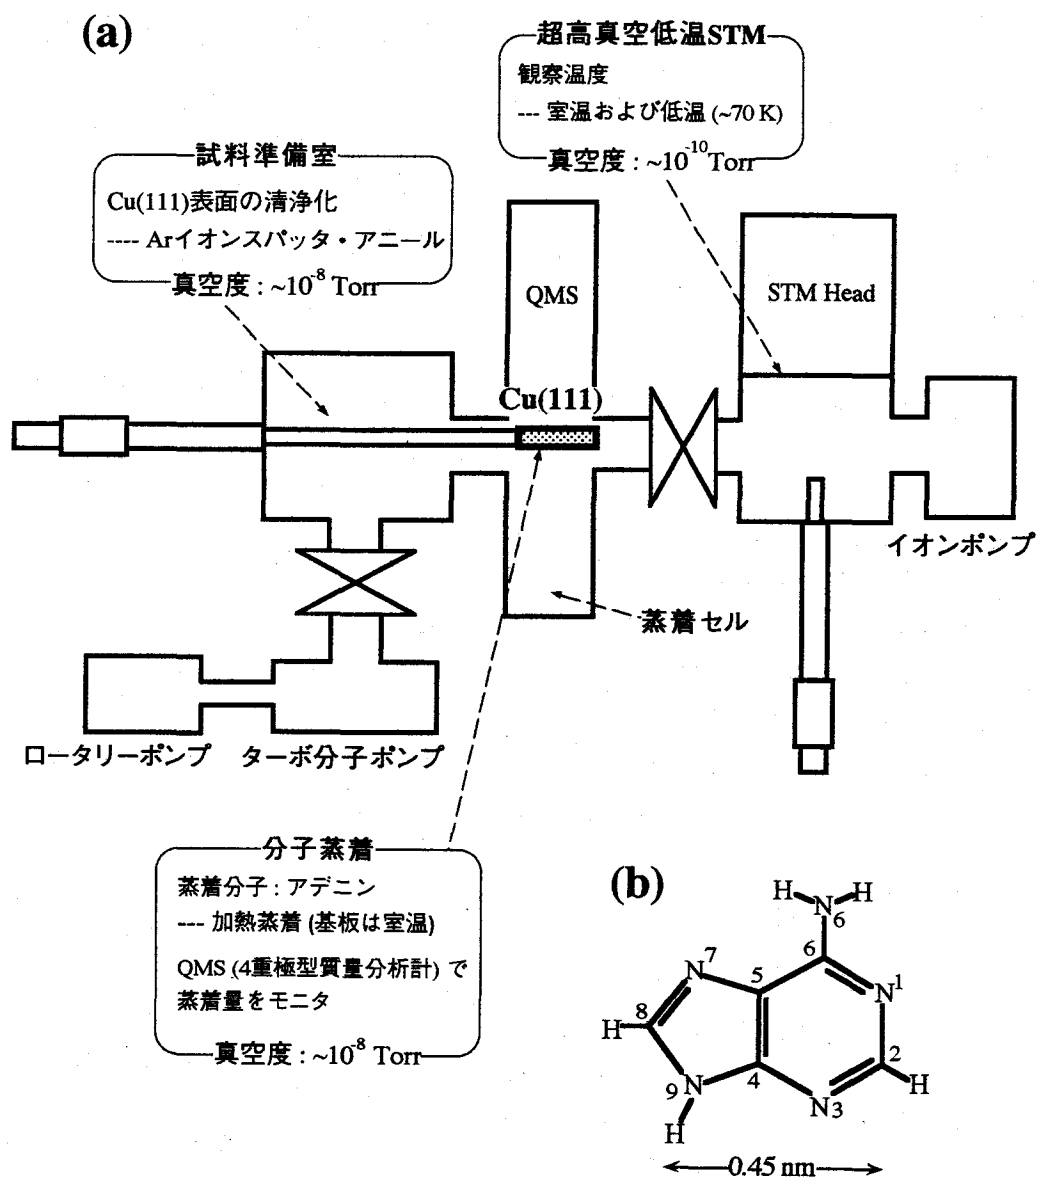 (a)
超高真空低温STM
観察温度
--- 室温および低温 (~70 K)
真空度 : ~10^-10 Torr
試料準備室
Cu(111)表面の清浄化
---- Arイオンスパッタ・アニール
真空度 : ~10^-8 Torr
QMS
STM Head
Cu(111)
イオンポンプ
蒸着セル
ロータリーポンプ
ターボ分子ポンプ
分子蒸着
蒸着分子 : アデニン
--- 加熱蒸着 (基板は室温)
QMS (4重極型質量分析計) で
蒸着量をモニタ
真空度 : ~10^-8 Torr
(b)
H N H
6
6
N 7
5
N 1
H 8
2 H
9 N
4
N 3
H
0.45 nm